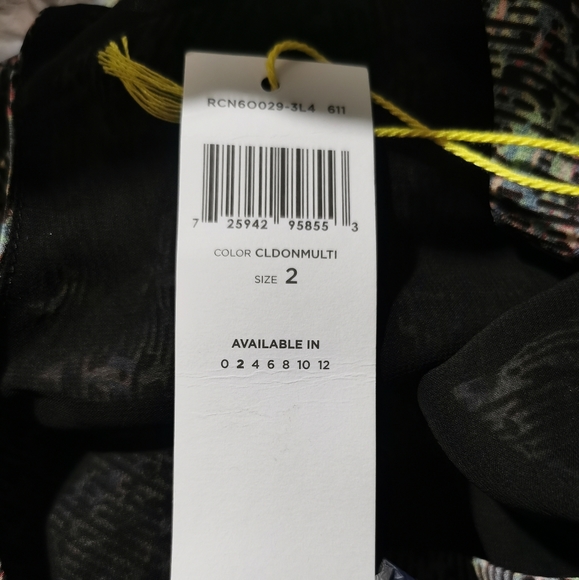 RCN60029-3L4 611
7 25942 95855 3
COLOR CLDONMULTI
SIZE 2
AVAILABLE IN
0 2 4 6 8 10 12